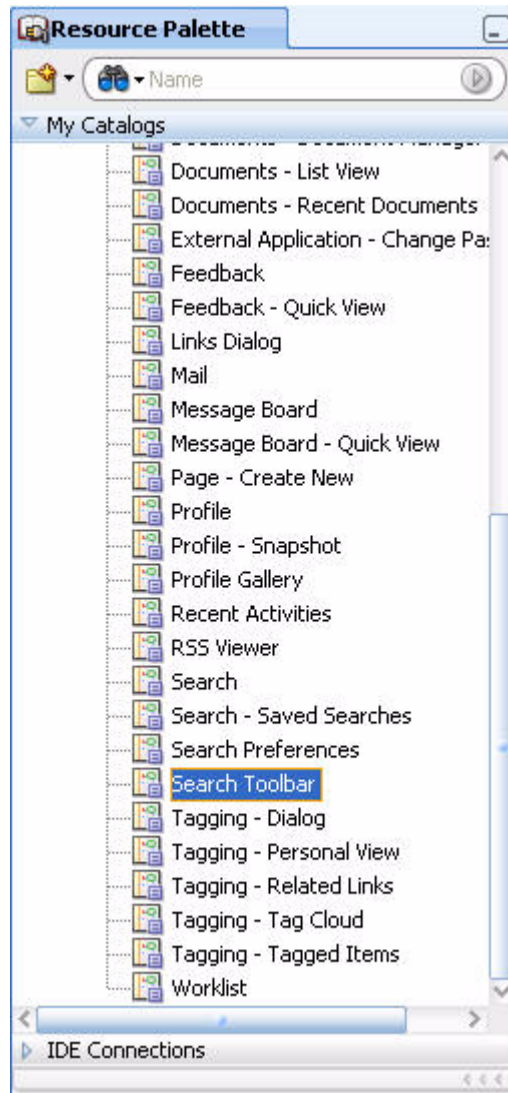 Resource Palette
Name
My Catalogs
Documents - Document Manager
Documents - List View
Documents - Recent Documents
External Application - Change Pa
Feedback
Feedback - Quick View
Links Dialog
Mail
Message Board
Message Board - Quick View
Page - Create New
Profile
Profile - Snapshot
Profile Gallery
Recent Activities
RSS Viewer
Search
Search - Saved Searches
Search Preferences
Search Toolbar
Tagging - Dialog
Tagging - Personal View
Tagging - Related Links
Tagging - Tag Cloud
Tagging - Tagged Items
Worklist
IDE Connections